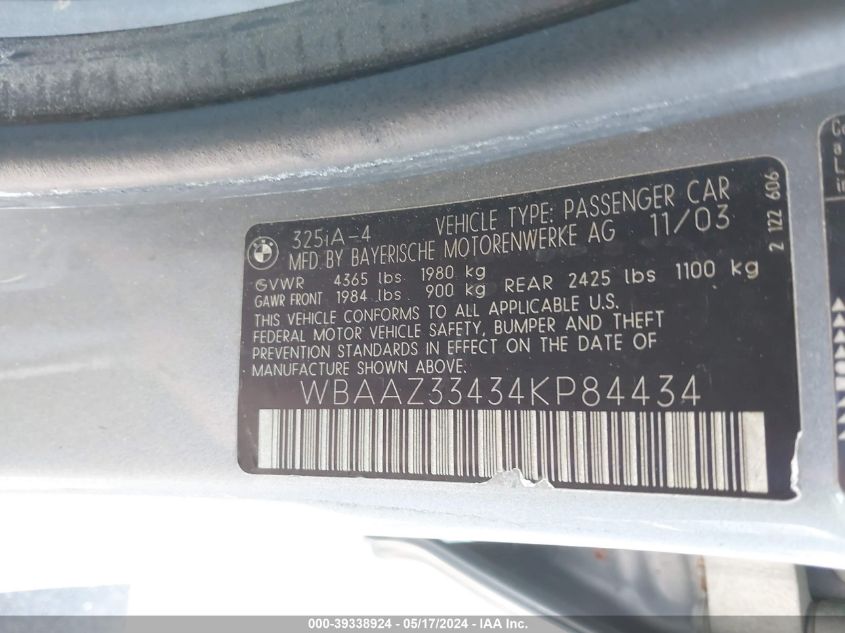 325iA-4 VEHICLE TYPE: PASSENGER CAR
MFD BY BAYERISCHE MOTORENWERKE AG 11/03
GVWR 4365 lbs 1980 kg
GAWR FRONT 1984 lbs 900 kg REAR 2425 lbs 1100 kg
THIS VEHICLE CONFORMS TO ALL APPLICABLE U.S.
FEDERAL MOTOR VEHICLE SAFETY, BUMPER AND THEFT
PREVENTION STANDARDS IN EFFECT ON THE DATE OF
MANUFACTURE SHOWN ABOVE.
WBAAZ33434KP84434
2 122 606
000-39338924 - 05/17/2024 - IAA Inc.